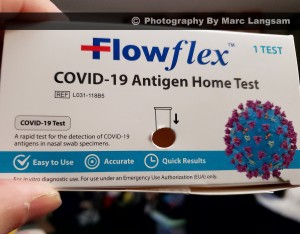 © Photography By Marc Langsam
Flowflex™
1 TEST
COVID-19 Antigen Home Test
REF L031-118B5
COVID-19 Test
A rapid test for the detection of COVID-19
antigens in nasal swab specimens.
Easy to Use
Accurate
Quick Results
For in vitro diagnostic use. For use under an Emergency Use Authorization (EUA) only.